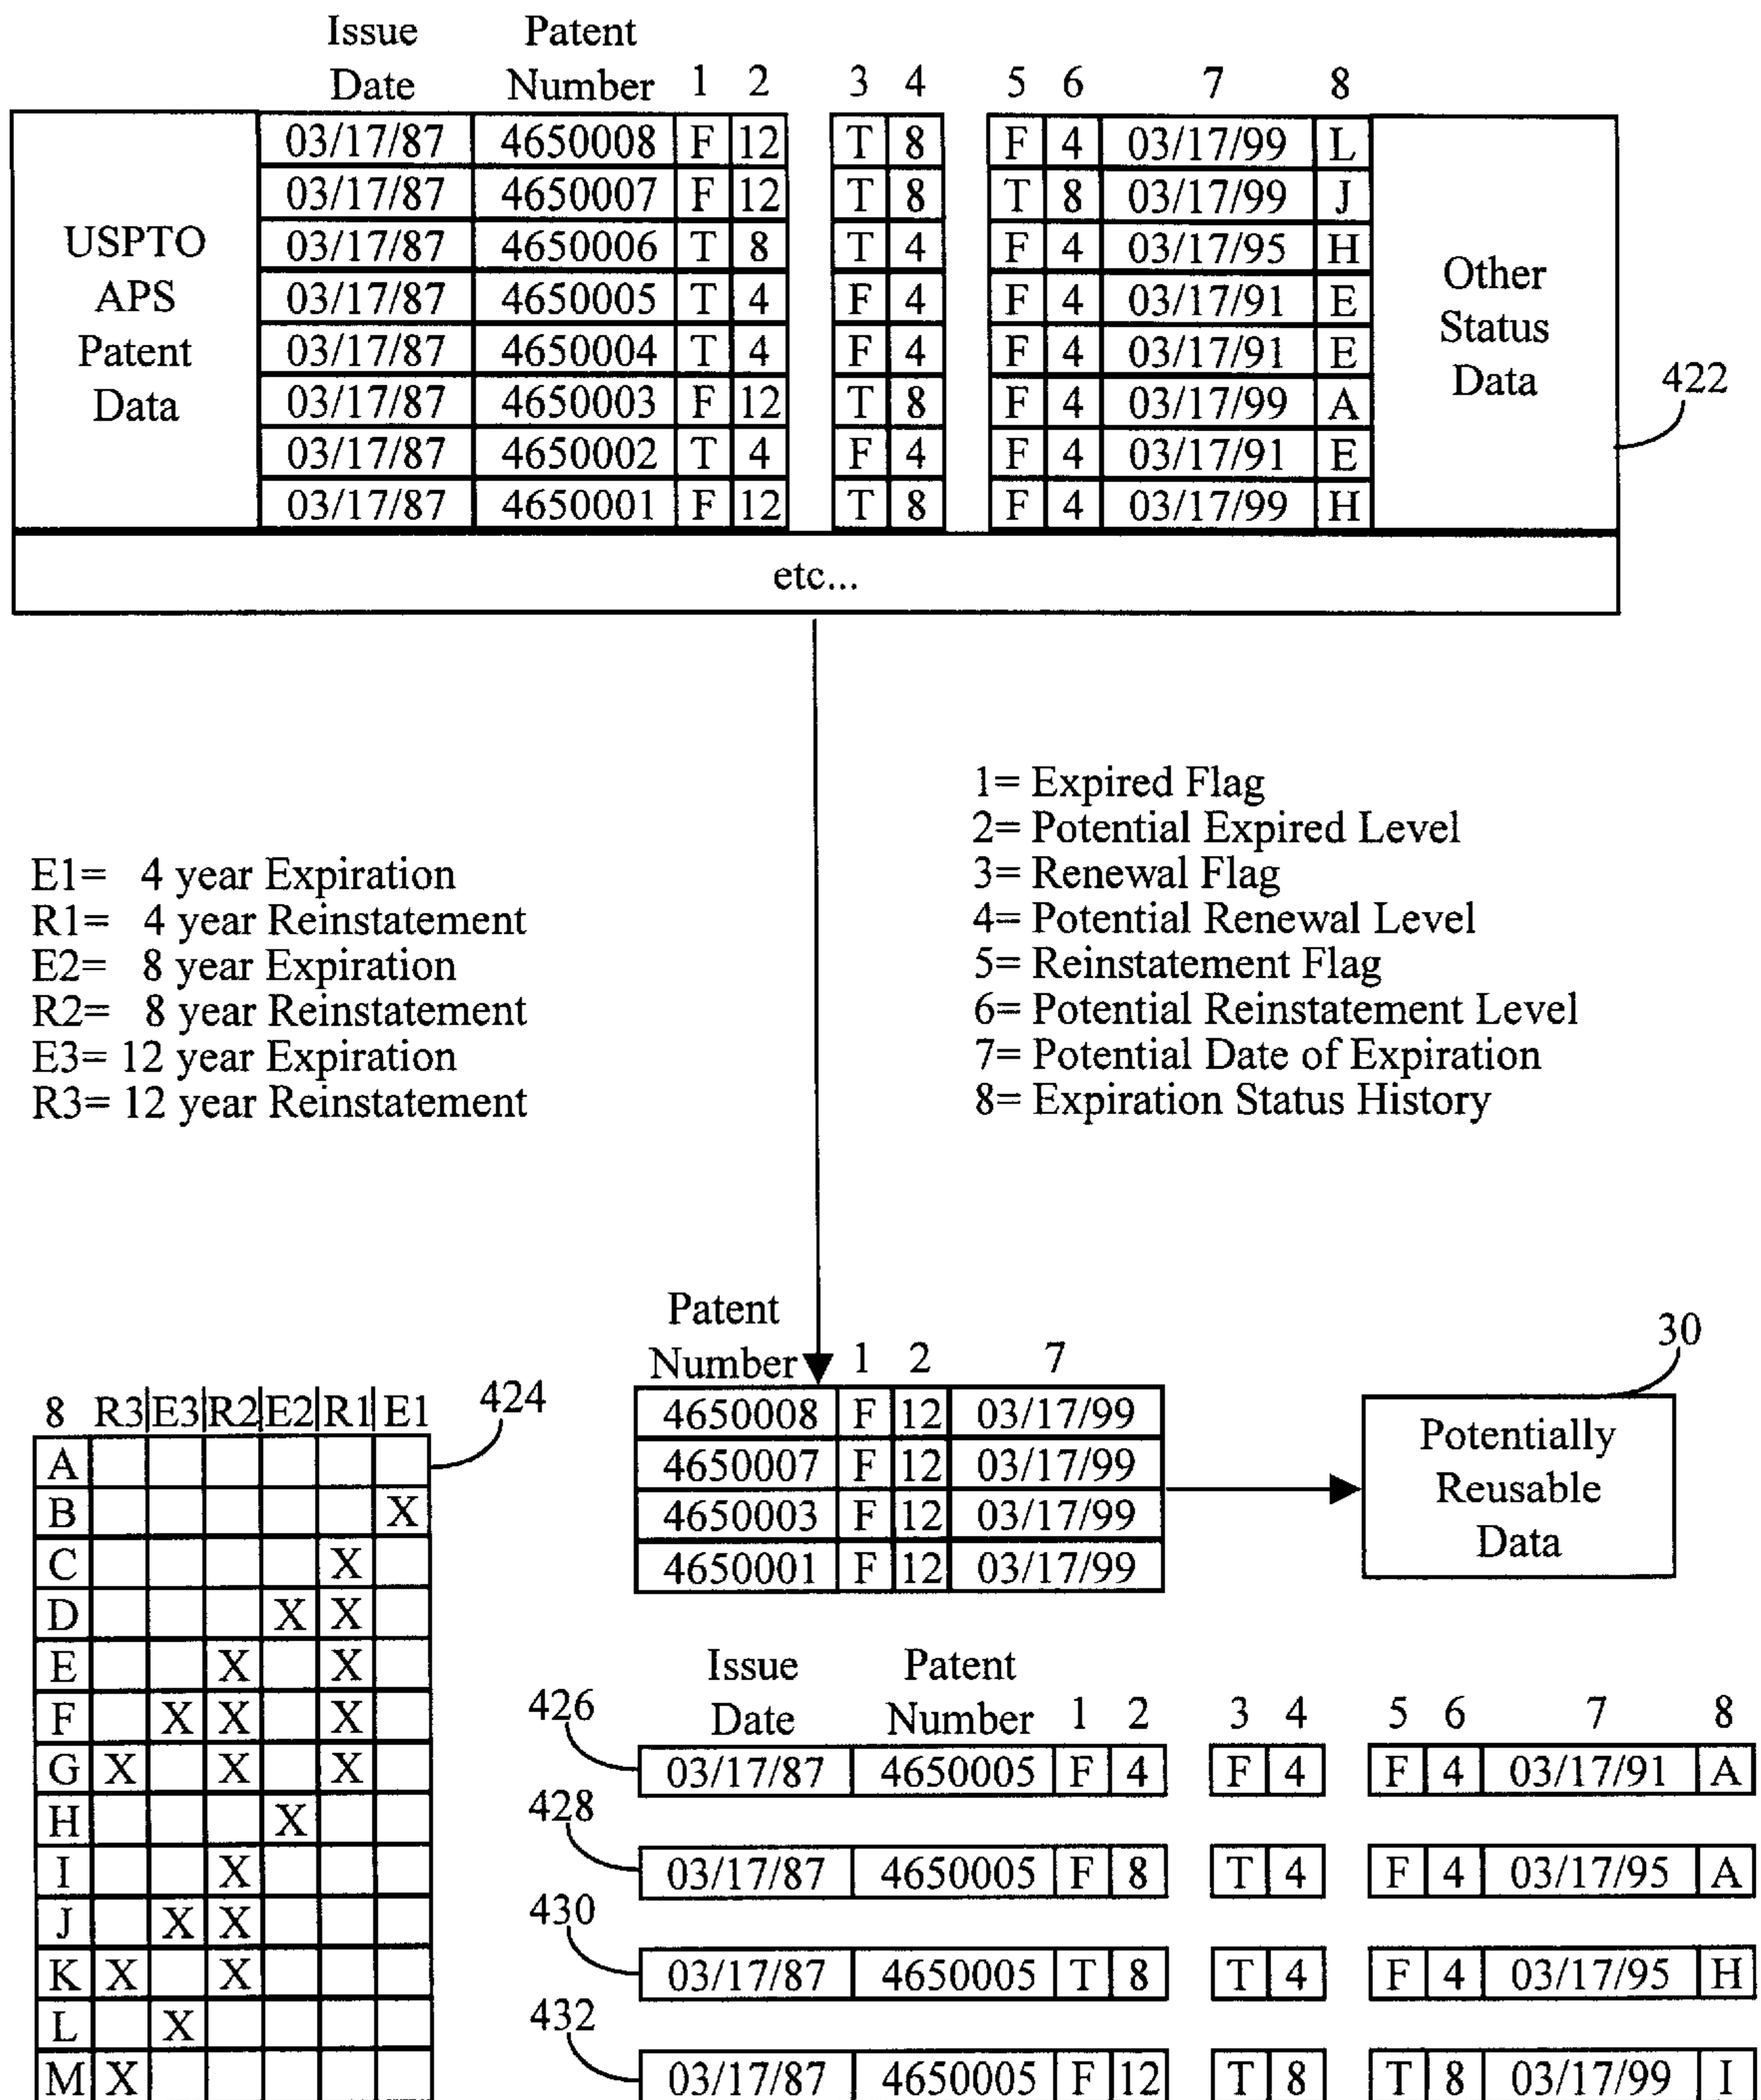 Issue Patent
Date Number 1 2 3 4 5 6 7 8
USPTO
APS
Patent
Data
03/17/87 4650008 F 12 T 8 F 4 03/17/99 L
03/17/87 4650007 F 12 T 8 T 8 03/17/99 J
03/17/87 4650006 T 8 T 4 F 4 03/17/95 H
03/17/87 4650005 T 4 F 4 F 4 03/17/91 E
03/17/87 4650004 T 4 F 4 F 4 03/17/91 E
03/17/87 4650003 F 12 T 8 F 4 03/17/99 A
03/17/87 4650002 T 4 F 4 F 4 03/17/91 E
03/17/87 4650001 F 12 T 8 F 4 03/17/99 H
Other
Status
Data
422
etc...
E1= 4 year Expiration
R1= 4 year Reinstatement
E2= 8 year Expiration
R2= 8 year Reinstatement
E3= 12 year Expiration
R3= 12 year Reinstatement
1= Expired Flag
2= Potential Expired Level
3= Renewal Flag
4= Potential Renewal Level
5= Reinstatement Flag
6= Potential Reinstatement Level
7= Potential Date of Expiration
8= Expiration Status History
8 R3 E3 R2 E2 R1 E1
424
A
B X
C X
D X X
E X X
F X X X
G X X X
H X
I X
J X X
K X X
L X
M X
Patent
Number 1 2 7
4650008 F 12 03/17/99
4650007 F 12 03/17/99
4650003 F 12 03/17/99
4650001 F 12 03/17/99
30
Potentially
Reusable
Data
Issue Patent
Date Number 1 2 3 4 5 6 7 8
426
03/17/87 4650005 F 4 F 4 F 4 03/17/91 A
428
03/17/87 4650005 F 8 T 4 F 4 03/17/95 A
430
03/17/87 4650005 T 8 T 4 F 4 03/17/95 H
432
03/17/87 4650005 F 12 T 8 T 8 03/17/99 I